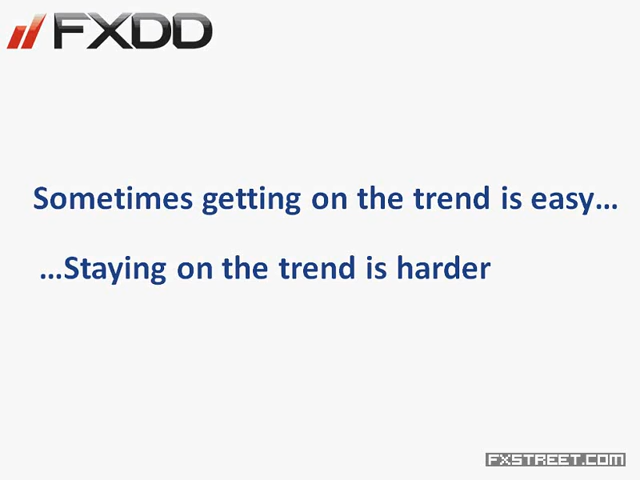 FXDD
Sometimes getting on the trend is easy...
...Staying on the trend is harder
FXSTREET.COM